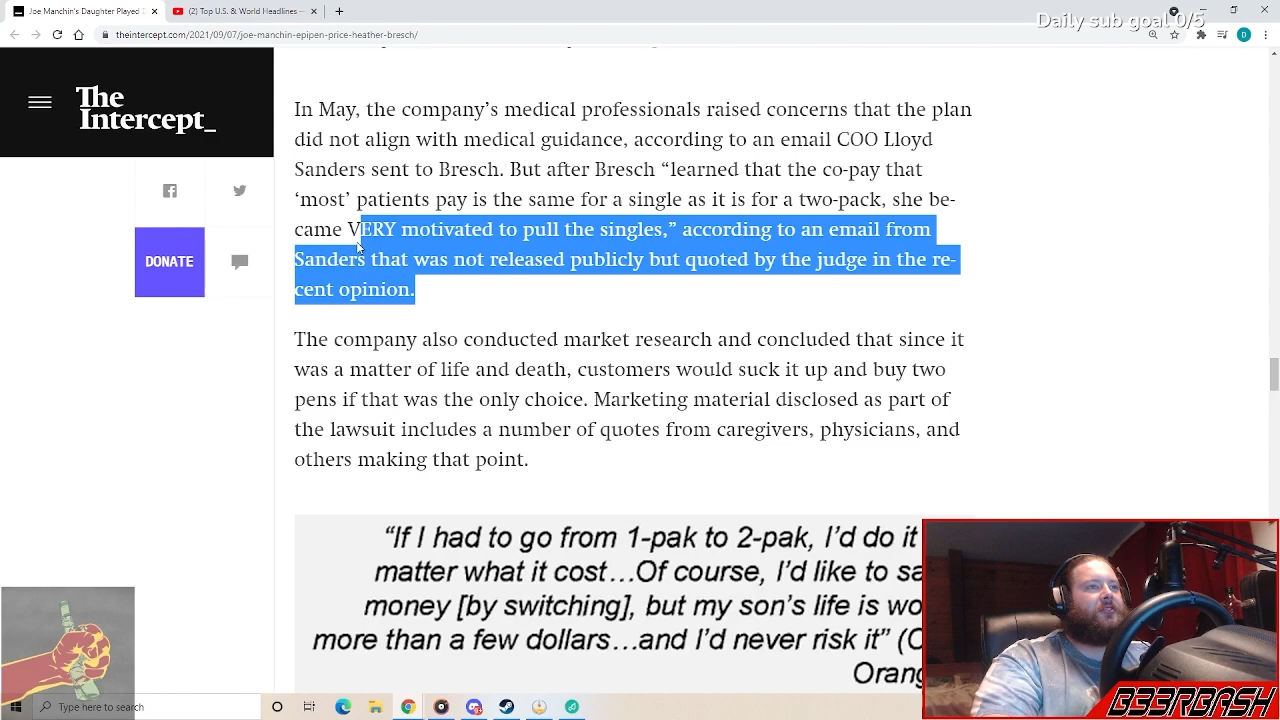 Joe Manchin's Daughter Played
(2) Top U.S. & World Headlines —
Daily sub goal 0/5
theintercept.com/2021/09/07/joe-manchin-epipen-price-heather-bresch/
D
The
Intercept_
DONATE
In May, the company's medical professionals raised concerns that the plan
did not align with medical guidance, according to an email COO Lloyd
Sanders sent to Bresch. But after Bresch “learned that the co-pay that
‘most’ patients pay is the same for a single as it is for a two-pack, she be-
came VERY motivated to pull the singles,” according to an email from
Sanders that was not released publicly but quoted by the judge in the re-
cent opinion.
The company also conducted market research and concluded that since it
was a matter of life and death, customers would suck it up and buy two
pens if that was the only choice. Marketing material disclosed as part of
the lawsuit includes a number of quotes from caregivers, physicians, and
others making that point.
“If I had to go from 1-pak to 2-pak, I’d do it
matter what it cost…Of course, I’d like to sa
money [by switching], but my son’s life is wo
more than a few dollars…and I’d never risk it” (
Orang
B33RBASH
Type here to search